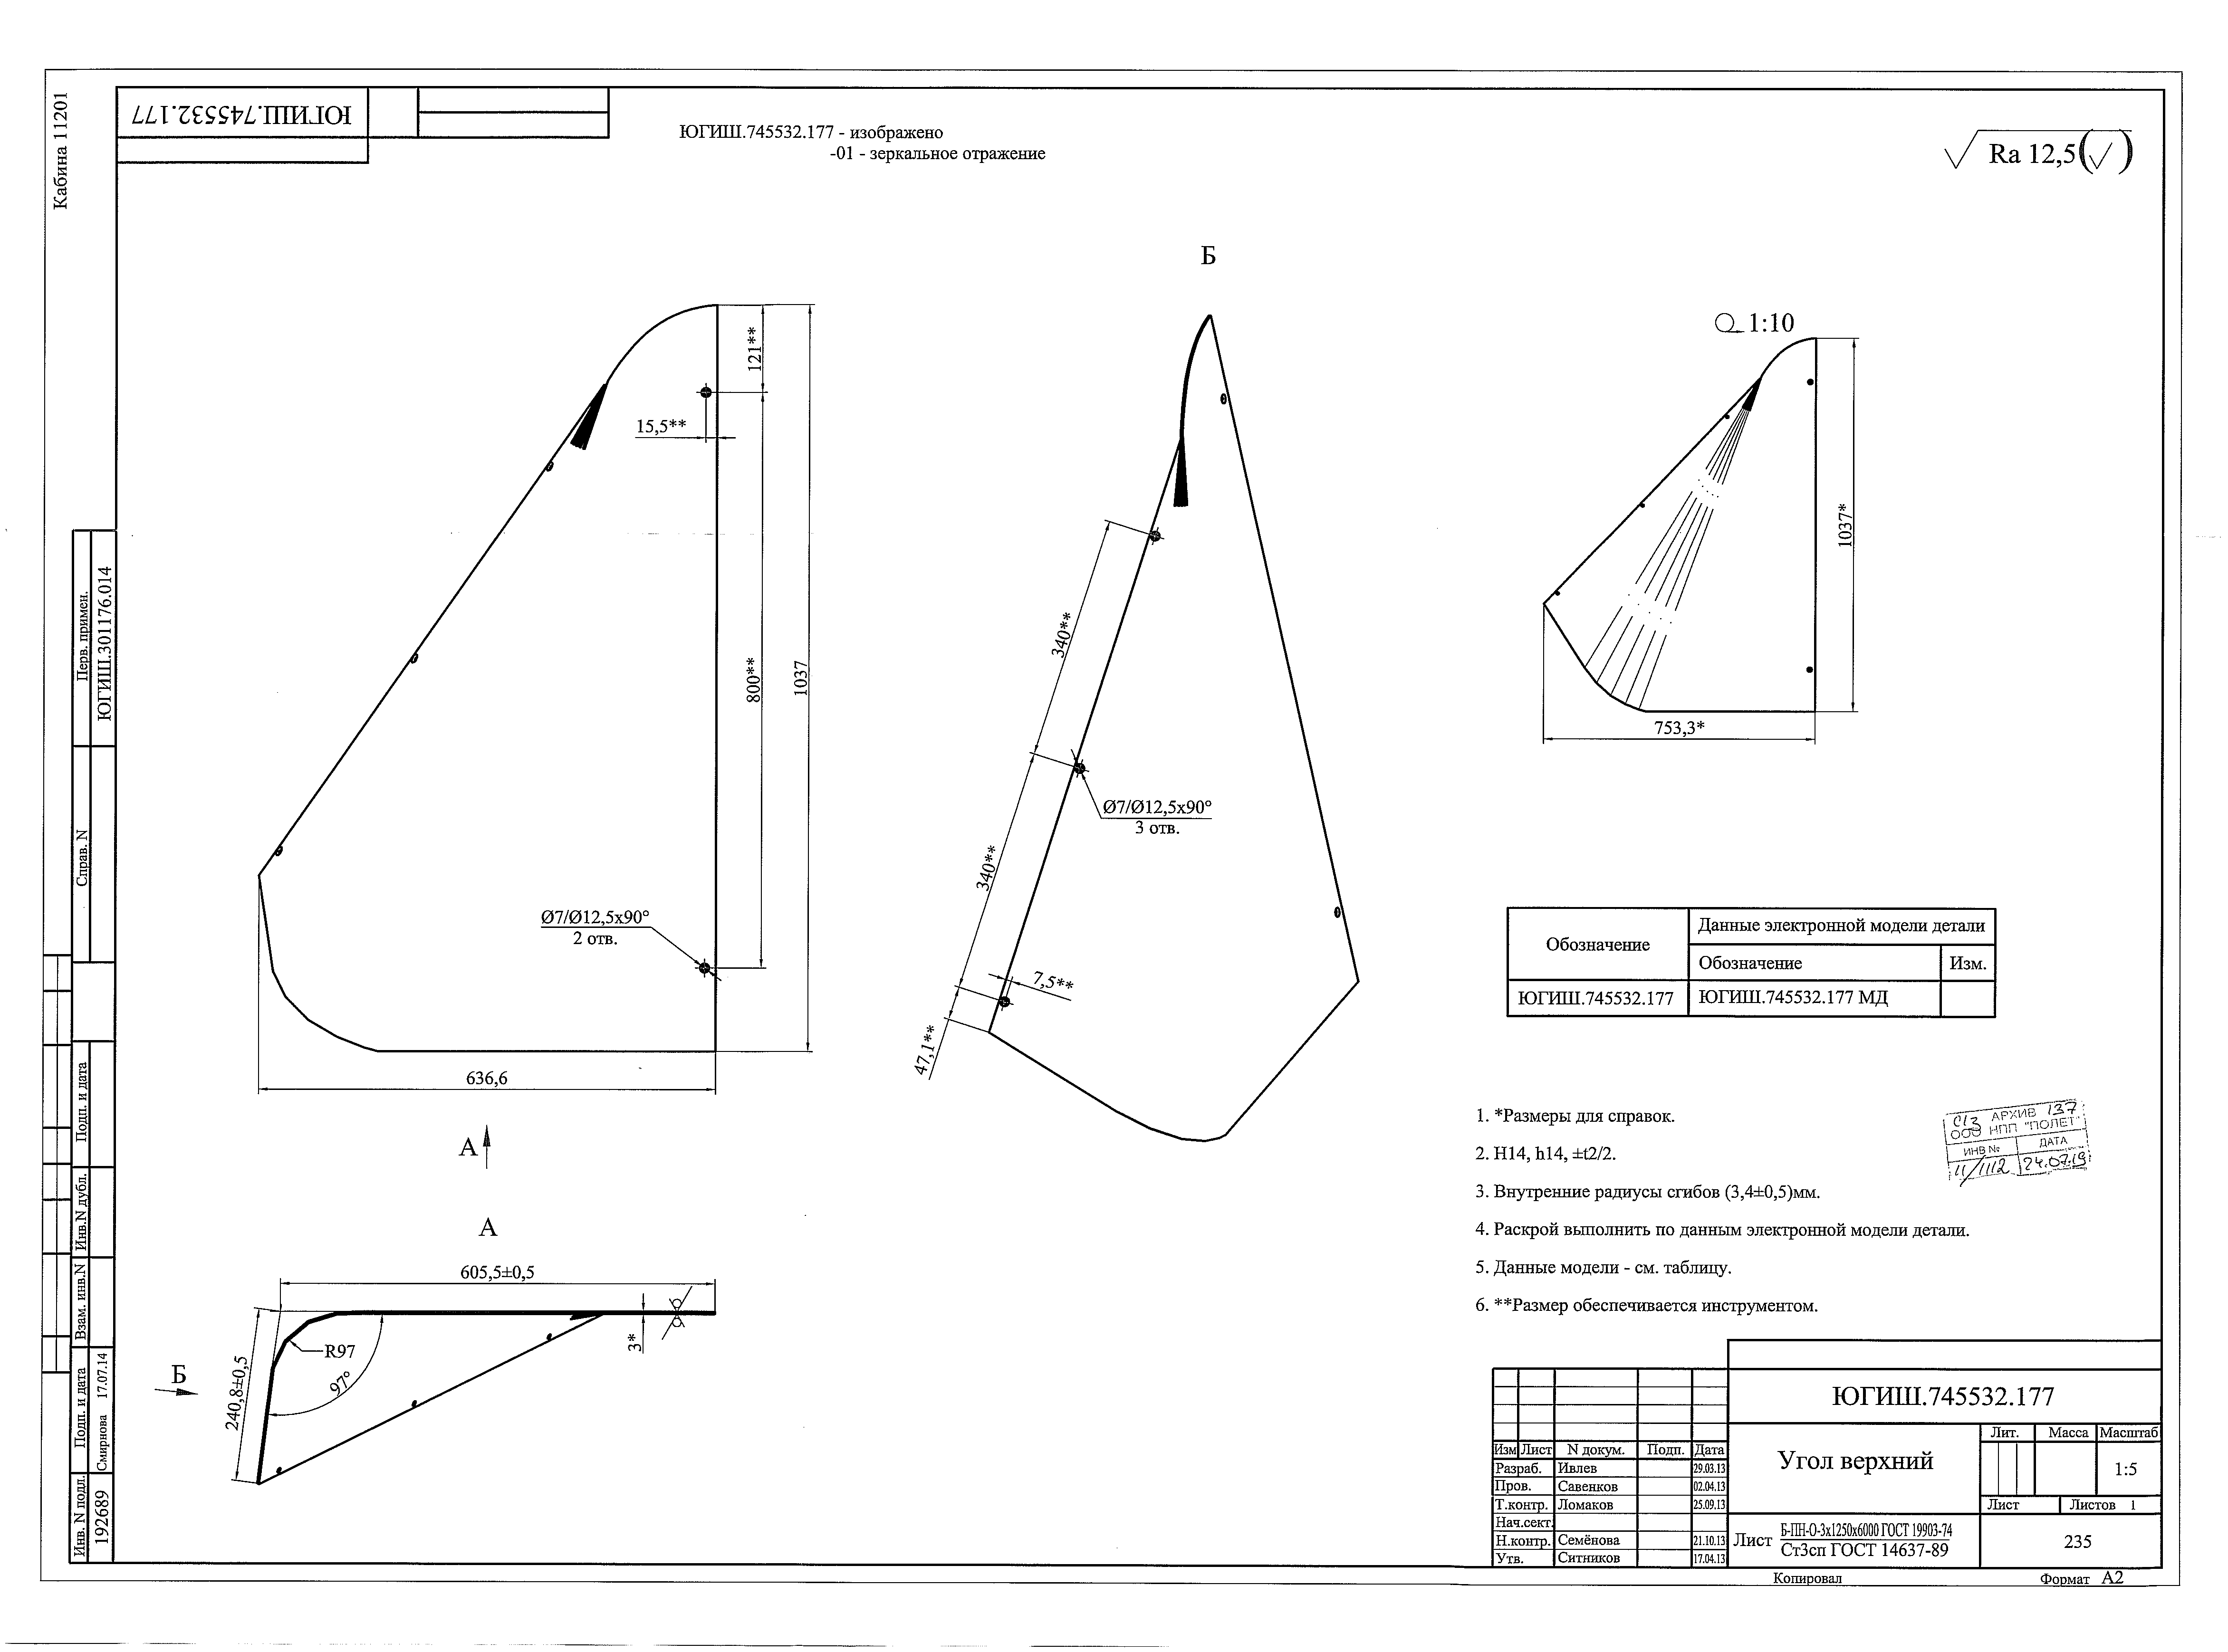 Кабина 11201
ЮГИШ.745532.177
ЮГИШ.745532.177 - изображено
-01 - зеркальное отражение
Ra 12,5
121**
15,5**
800**
1037
Ø7/Ø12,5x90°
2 отв.
636,6
А
Б
340**
Ø7/Ø12,5x90°
3 отв.
340**
7,5**
47,1**
1:10
1037*
753,3*
А
605,5±0,5
R97
97°
240,8±0,5
3*
Б
Обозначение
Данные электронной модели детали
Обозначение
Изм.
ЮГИШ.745532.177
ЮГИШ.745532.177 МД
1. *Размеры для справок.
2. H14, h14, ±t2/2.
3. Внутренние радиусы сгибов (3,4±0,5)мм.
4. Раскрой выполнить по данным электронной модели детали.
5. Данные модели - см. таблицу.
6. **Размер обеспечивается инструментом.
АРХИВ 137
ООО НПП "ПОЛЕТ"
ИНВ № ДАТА
11/1112 24.07.19
Перв. примен.
ЮГИШ.301176.014
Справ. N
Подп. и дата
Инв.N дубл.
Взам. инв.N
Подп. и дата
Смирнова 17.07.14
Инв. N подл.
192689
ЮГИШ.745532.177
Изм Лист N докум. Подп. Дата
Разраб. Ивлев 29.03.13
Пров. Савенков 02.04.13
Т.контр. Ломаков 25.09.13
Нач.сект.
Н.контр. Семёнова 21.10.13
Утв. Ситников 17.04.13
Угол верхний
Лит. Масса Масштаб
1:5
Лист Листов 1
Лист Б-ПН-О-3x1250x6000 ГОСТ 19903-74
Ст3сп ГОСТ 14637-89
235
Копировал
Формат А2